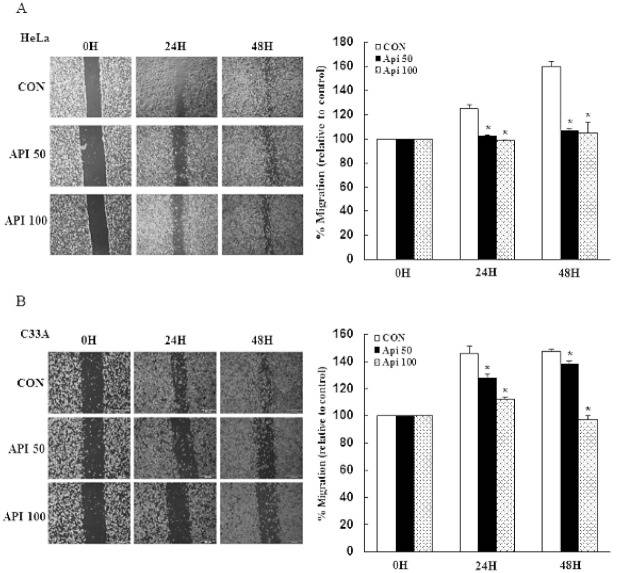 A
HeLa
0H 24H 48H
CON
API 50
API 100
% Migration (relative to control)
180
160
140
120
100
80
60
40
20
0
CON
Api 50
Api 100
* *
* *
0H 24H 48H
B
C33A
0H 24H 48H
CON
API 50
API 100
% Migration (relative to control)
160
140
120
100
80
60
40
20
0
CON
Api 50
Api 100
* *
* *
0H 24H 48H